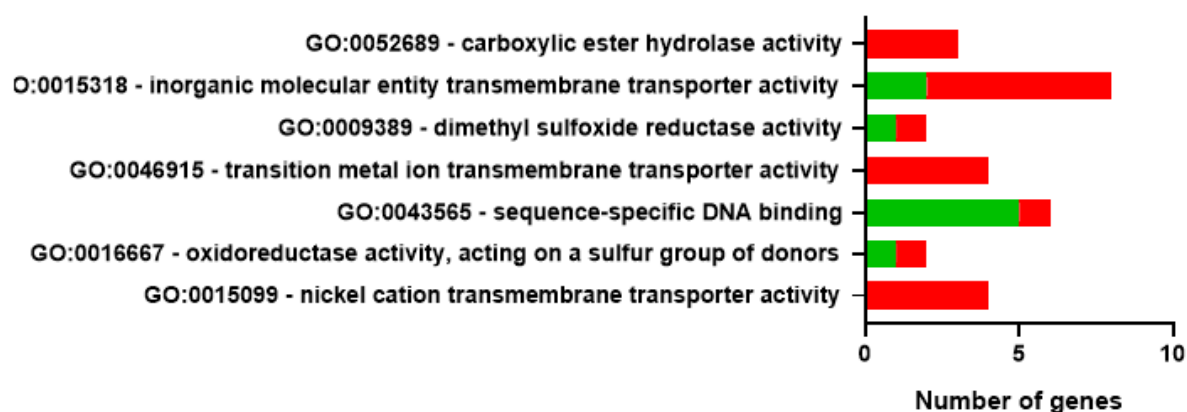 GO:0052689 - carboxylic ester hydrolase activity
O:0015318 - inorganic molecular entity transmembrane transporter activity
GO:0009389 - dimethyl sulfoxide reductase activity
GO:0046915 - transition metal ion transmembrane transporter activity
GO:0043565 - sequence-specific DNA binding
GO:0016667 - oxidoreductase activity, acting on a sulfur group of donors
GO:0015099 - nickel cation transmembrane transporter activity
0 5 10
Number of genes